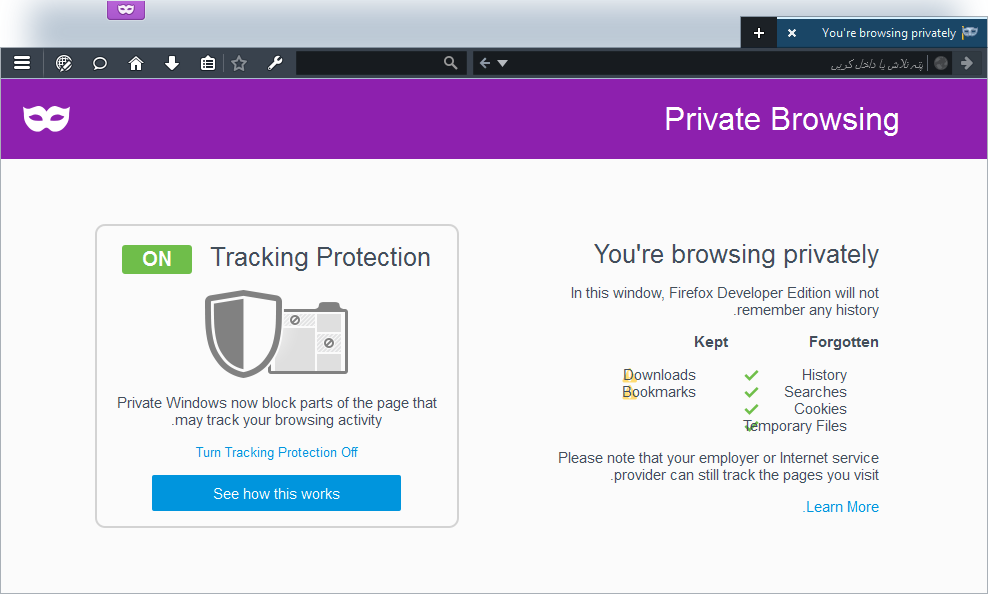 You're browsing privately
پتہ تلاش یا داخل کریں
Private Browsing
ON Tracking Protection
Private Windows now block parts of the page that
.may track your browsing activity
Turn Tracking Protection Off
See how this works
You're browsing privately
In this window, Firefox Developer Edition will not
.remember any history
Kept Forgotten
Downloads History
Bookmarks Searches
Cookies
Temporary Files
Please note that your employer or Internet service
.provider can still track the pages you visit
.Learn More